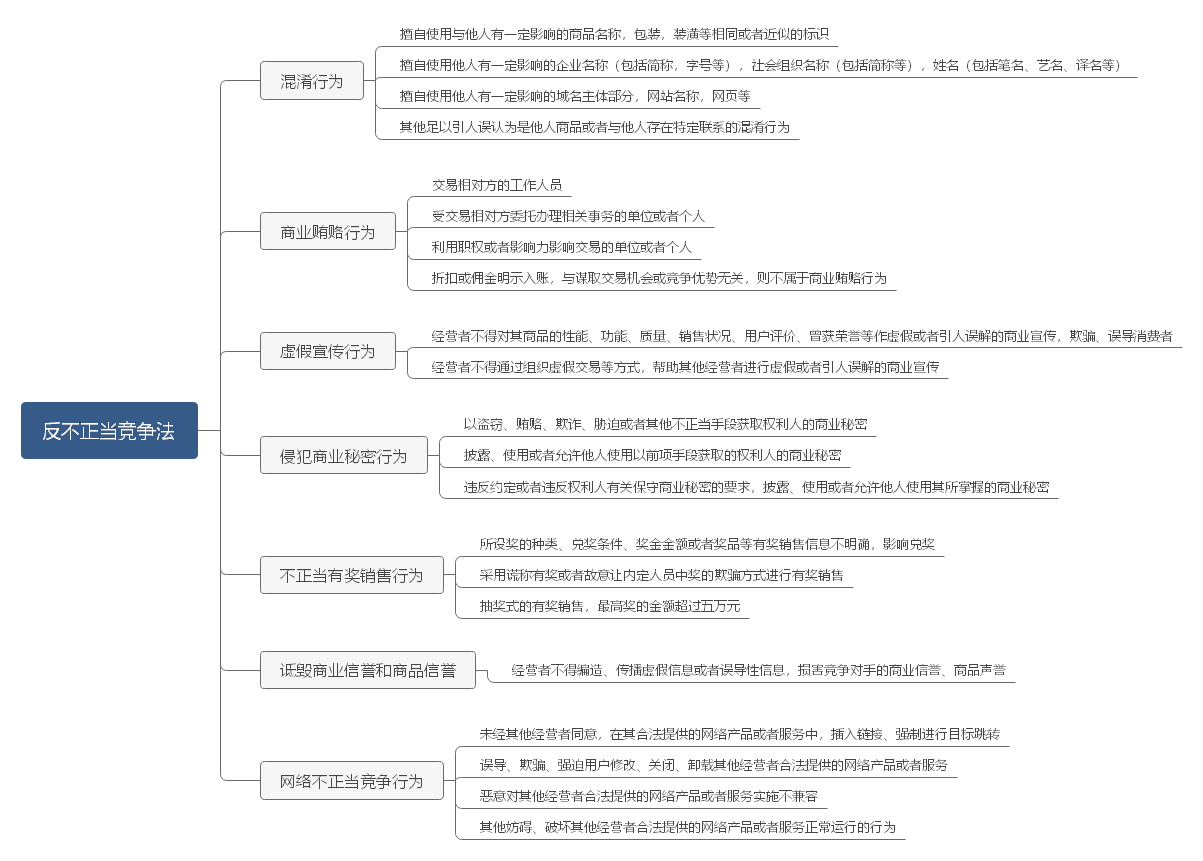 反不正当竞争法
混淆行为
擅自使用与他人有一定影响的商品名称，包装，装潢等相同或者近似的标识
擅自使用他人有一定影响的企业名称（包括简称，字号等），社会组织名称（包括简称等），姓名（包括笔名、艺名、译名等）
擅自使用他人有一定影响的域名主体部分，网站名称，网页等
其他足以引人误认为是他人商品或者与他人存在特定联系的混淆行为
商业贿赂行为
交易相对方的工作人员
受交易相对方委托办理相关事务的单位或者个人
利用职权或者影响力影响交易的单位或者个人
折扣或佣金明示入账，与谋取交易机会或竞争优势无关，则不属于商业贿赂行为
虚假宣传行为
经营者不得对其商品的性能、功能、质量、销售状况、用户评价、曾获荣誉等作虚假或者引人误解的商业宣传，欺骗、误导消费者
经营者不得通过组织虚假交易等方式，帮助其他经营者进行虚假或者引人误解的商业宣传
侵犯商业秘密行为
以盗窃、贿赂、欺诈、胁迫或者其他不正当手段获取权利人的商业秘密
披露、使用或者允许他人使用以前项手段获取的权利人的商业秘密
违反约定或者违反权利人有关保守商业秘密的要求，披露、使用或者允许他人使用其所掌握的商业秘密
不正当有奖销售行为
所设奖的种类、兑奖条件、奖金金额或者奖品等有奖销售信息不明确，影响兑奖
采用谎称有奖或者故意让内定人员中奖的欺骗方式进行有奖销售
抽奖式的有奖销售，最高奖的金额超过五万元
诋毁商业信誉和商品信誉
经营者不得编造、传播虚假信息或者误导性信息，损害竞争对手的商业信誉、商品声誉
网络不正当竞争行为
未经其他经营者同意，在其合法提供的网络产品或者服务中，插入链接、强制进行目标跳转
误导、欺骗、强迫用户修改、关闭、卸载其他经营者合法提供的网络产品或者服务
恶意对其他经营者合法提供的网络产品或者服务实施不兼容
其他妨碍、破坏其他经营者合法提供的网络产品或者服务正常运行的行为